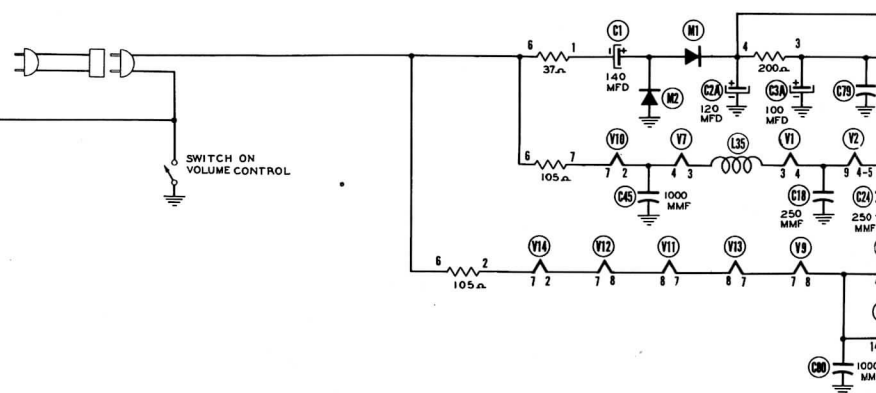 C1 M1
6 1 4 3
37Ω 140 MFD M2 C2A 120 MFD 200Ω C3A 100 MFD C79
SWITCH ON
VOLUME CONTROL
V10 V7 L35 V1 V2
6 7 7 2 4 3 3 4 9 4-5
105Ω C45 1000 MMF C18 250 MMF C24 250 MMF
V14 V12 V11 V13 V9
6 2 7 2 7 8 8 7 8 7 7 8
105Ω
14
C80 1000